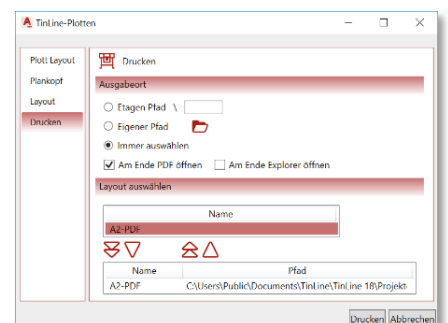 TinLine-Plotten
Plott Layout
Plankopf
Layout
Drucken
Drucken
Ausgabeort
Etagen Pfad \
Eigener Pfad
Immer auswählen
Am Ende PDF öffnen Am Ende Explorer öffnen
Layout auswählen
Name
A2-PDF
Name Pfad
A2-PDF C:\Users\Public\Documents\TinLine\TinLine 18\Projekt
Drucken Abbrechen